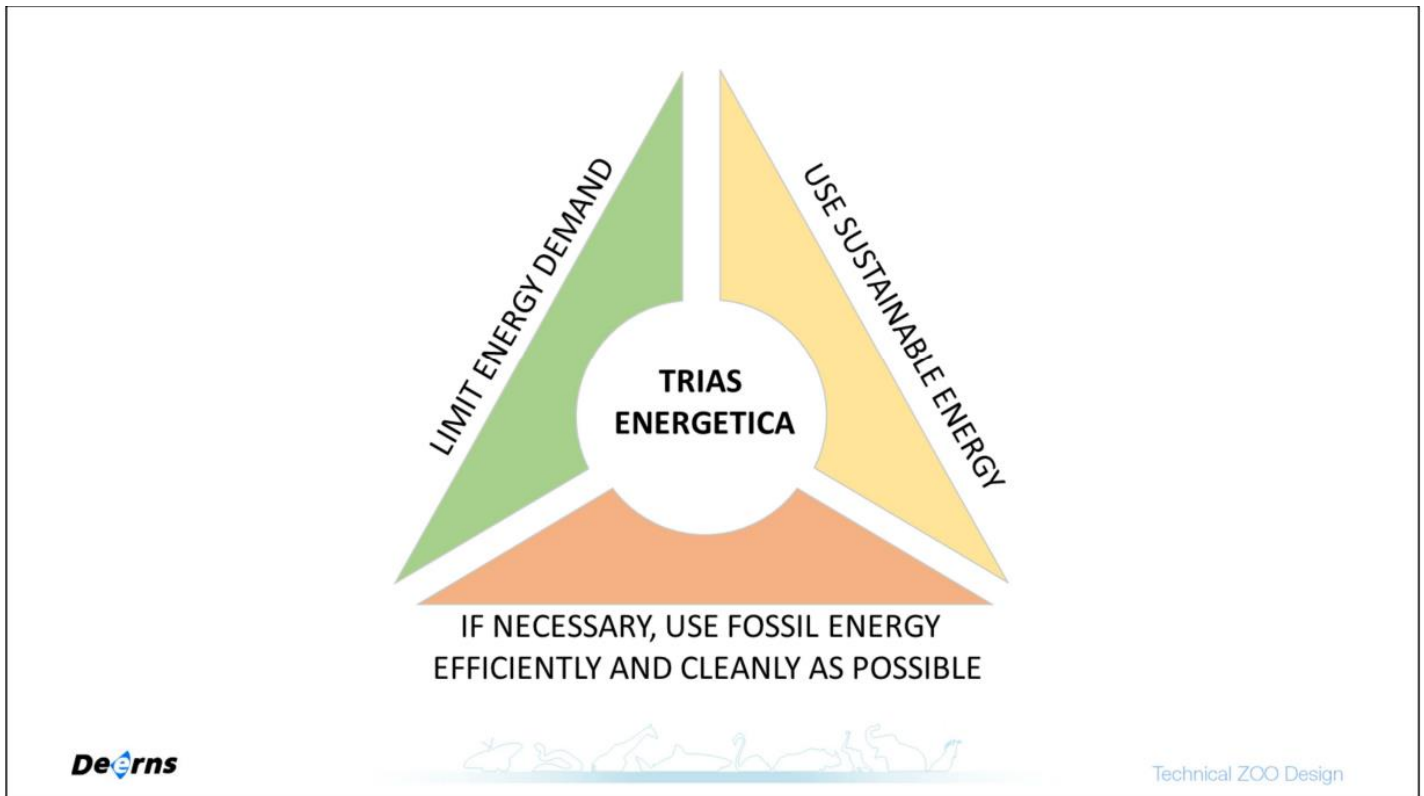 LIMIT ENERGY DEMAND
USE SUSTAINABLE ENERGY
TRIAS
ENERGETICA
IF NECESSARY, USE FOSSIL ENERGY
EFFICIENTLY AND CLEANLY AS POSSIBLE
Deerns
Technical ZOO Design